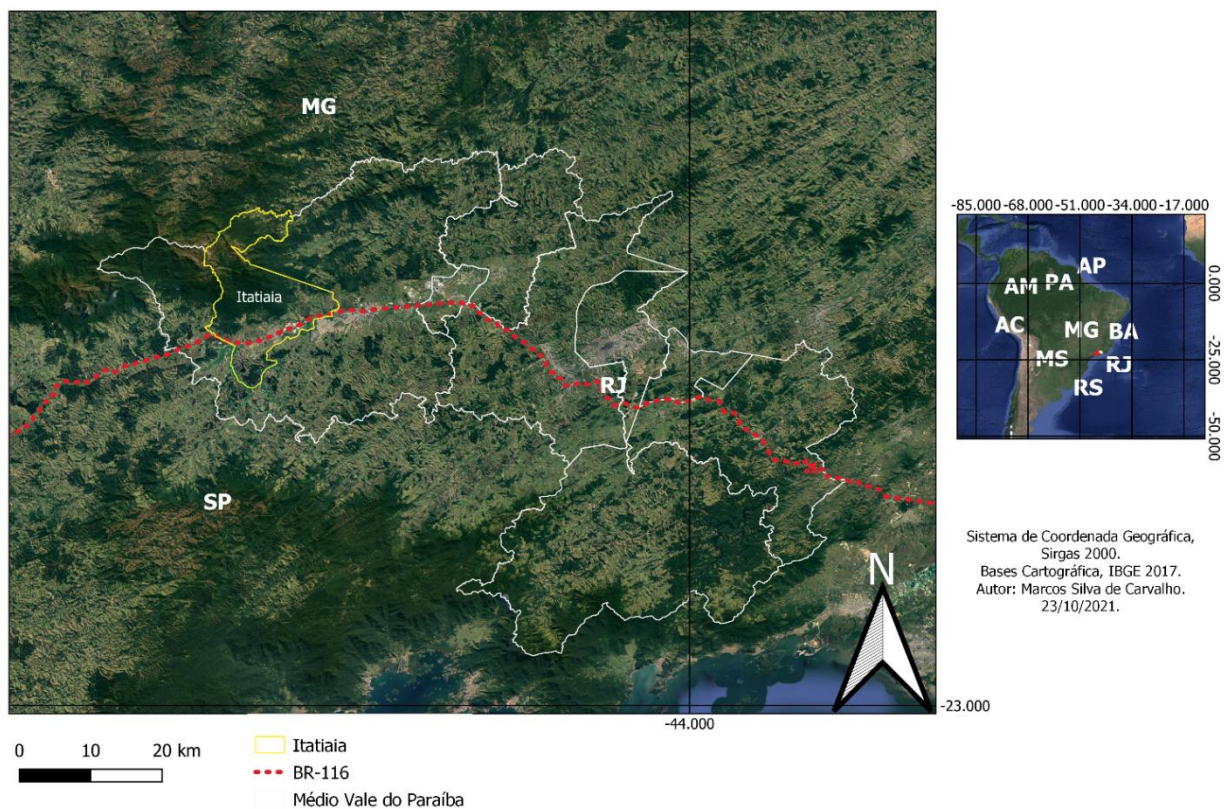 MG
Itatiaia
RJ
SP
N
-23.000
-44.000
0 10 20 km
Itatiaia
BR-116
Médio Vale do Paraíba
-85.000 -68.000 -51.000 -34.000 -17.000
AP
AM PA
AC MG BA
MS RJ
RS
0.000
-25.000
-50.000
Sistema de Coordenada Geográfica,
Sirgas 2000.
Bases Cartográfica, IBGE 2017.
Autor: Marcos Silva de Carvalho.
23/10/2021.